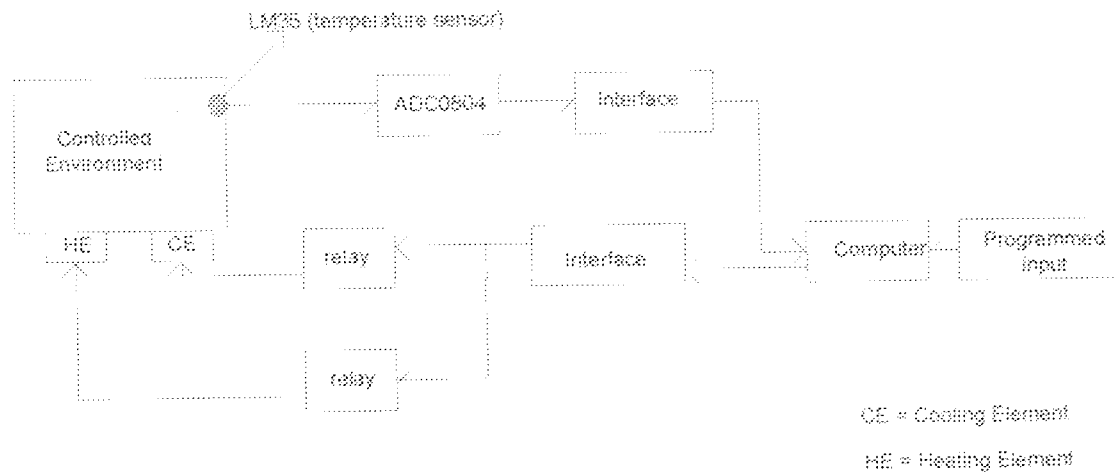 LM35 (temperature sensor)
ADC0804
Interface
Controlled
Environment
HE
CE
relay
Interface
Computer
Programmed
input
relay
CE = Cooling Element
HE = Heating Element